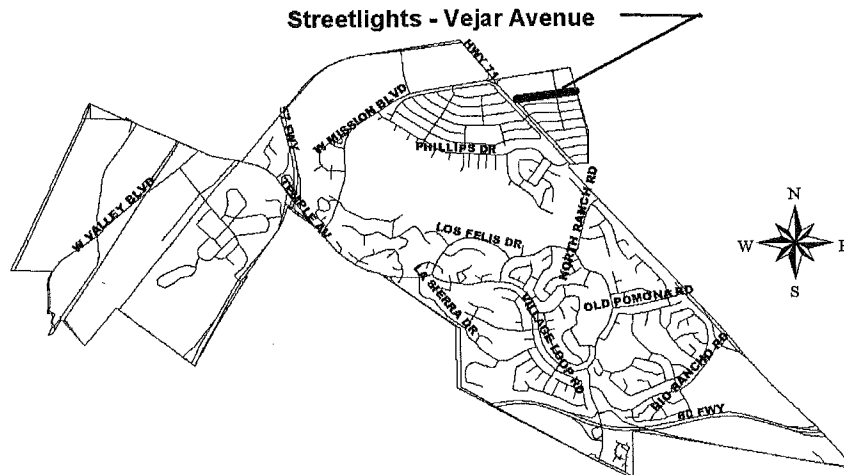 Streetlights - Vejar Avenue
HWY 71
57 FWY
W MISSION BLVD
PHILLIPS DR
W VALLEY BLVD
TEMPLE AV
NORTH RANCH RD
N
W
E
S
LOS FELIS DR
LA SIERRA DR
VILLAGE LOOP RD
OLD POMONA RD
RIO RANCHO RD
60 FWY